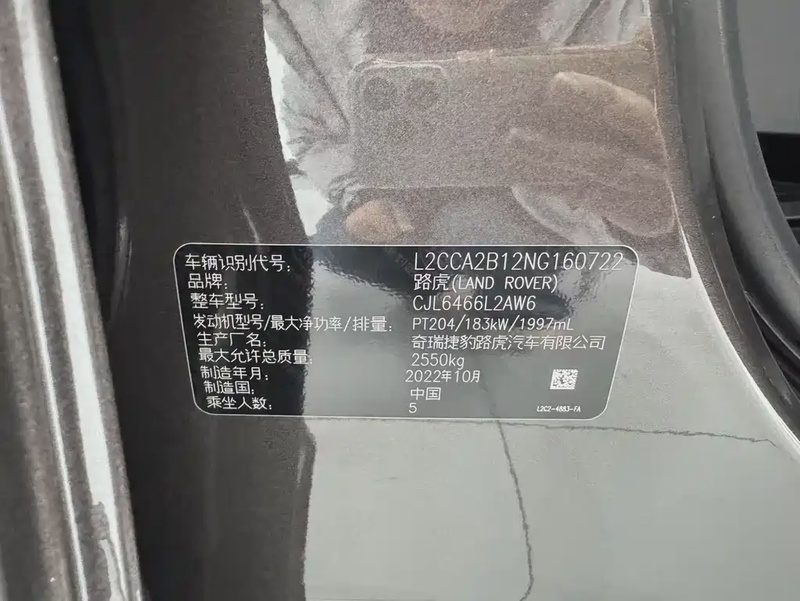 车辆识别代号: L2CCA2B12NG160722
品牌: 路虎(LAND ROVER)
整车型号: CJL6466L2AW6
发动机型号/最大净功率/排量: PT204/183kW/1997mL
生产厂名: 奇瑞捷豹路虎汽车有限公司
最大允许总质量: 2550kg
制造年月: 2022年10月
制造国: 中国
乘坐人数: 5
L2C2-4883-FA